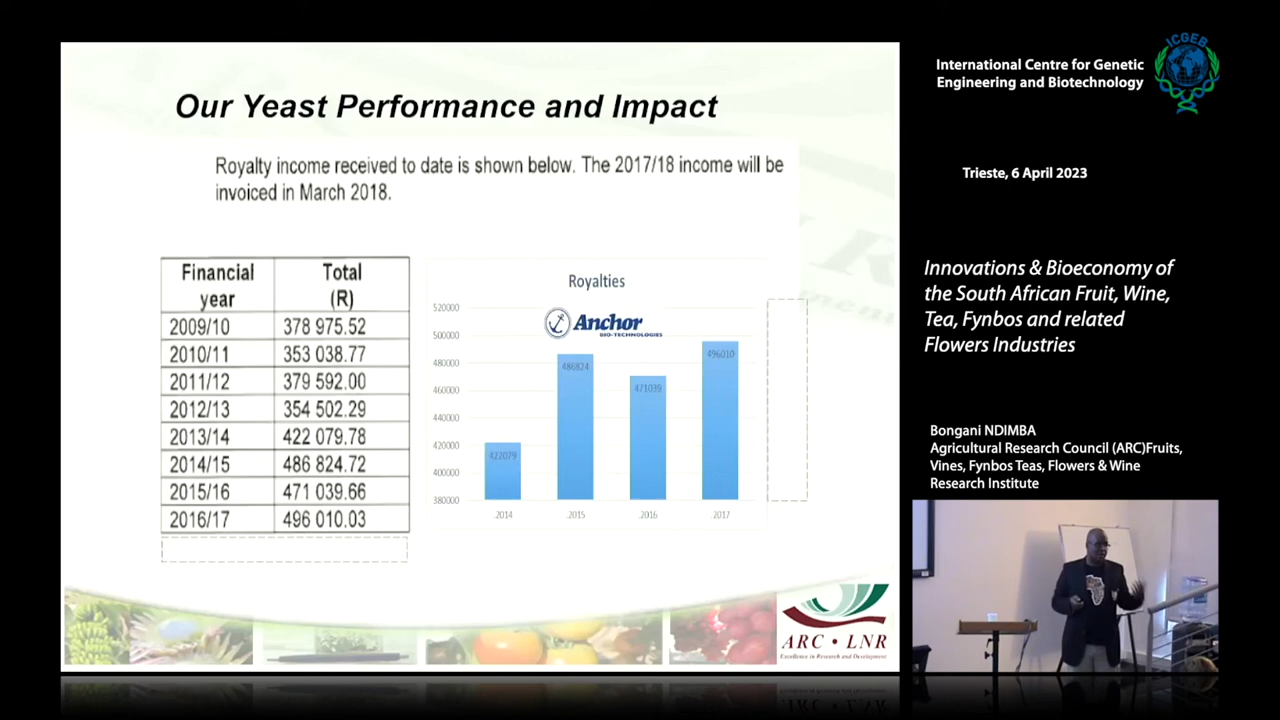 Our Yeast Performance and Impact
Royalty income received to date is shown below. The 2017/18 income will be
invoiced in March 2018.
Financial year
Total (R)
2009/10 378 975.52
2010/11 353 038.77
2011/12 379 592.00
2012/13 354 502.29
2013/14 422 079.78
2014/15 486 824.72
2015/16 471 039.66
2016/17 496 010.03
Royalties
Anchor
BIO-TECHNOLOGIES
520000
500000
480000
460000
440000
420000
400000
380000
422079
486824
471039
496010
.2014
.2015
.2016
.2017
ARC • LNR
Excellence in Research and Development
International Centre for Genetic
Engineering and Biotechnology
ICGEB
Trieste, 6 April 2023
Innovations & Bioeconomy of
the South African Fruit, Wine,
Tea, Fynbos and related
Flowers Industries
Bongani NDIMBA
Agricultural Research Council (ARC)Fruits,
Vines, Fynbos Teas, Flowers & Wine
Research Institute